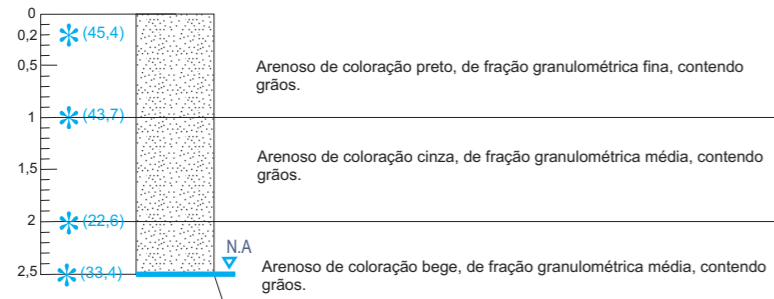 0
0,2 (45,4)
0,5
Arenoso de coloração preto, de fração granulométrica fina, contendo
grãos.
1 (43,7)
Arenoso de coloração cinza, de fração granulométrica média, contendo
grãos.
1,5
2 (22,6)
N.A
Arenoso de coloração bege, de fração granulométrica média, contendo
grãos.
2,5 (33,4)